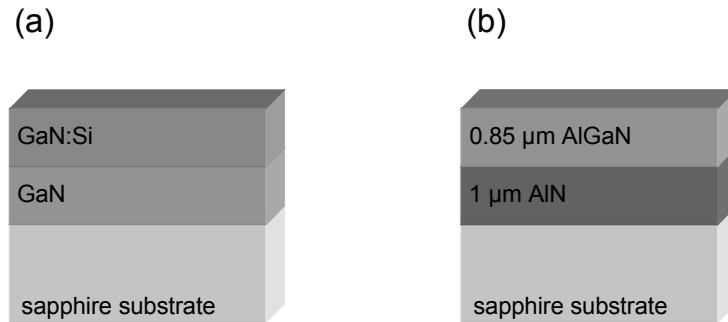 (a)
GaN:Si
GaN
sapphire substrate
(b)
0.85 µm AlGaN
1 µm AlN
sapphire substrate